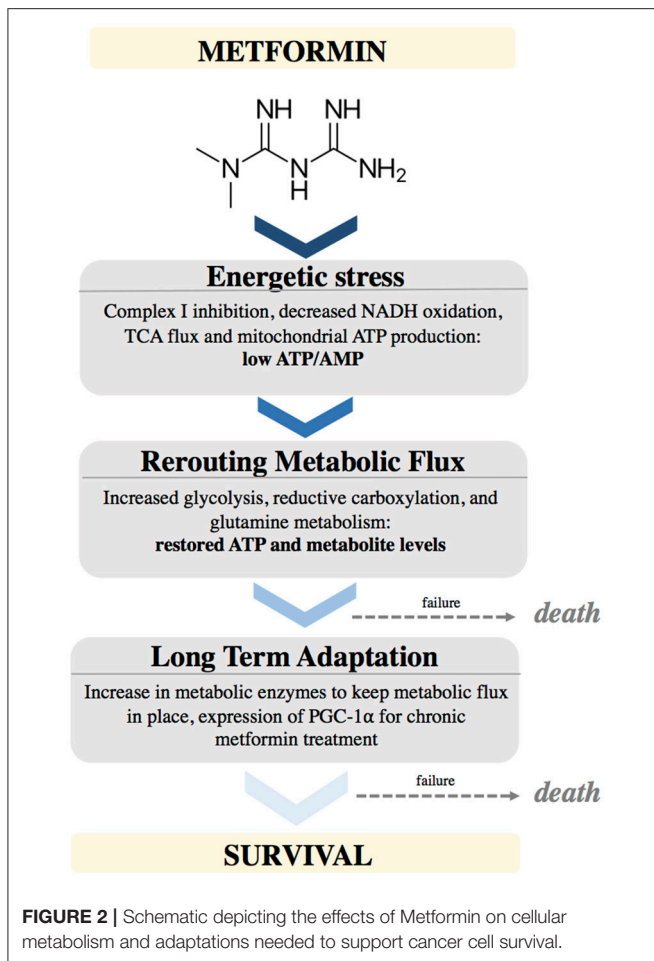 METFORMIN
NH NH
N N NH2
H
Energetic stress
Complex I inhibition, decreased NADH oxidation,
TCA flux and mitochondrial ATP production:
low ATP/AMP
Rerouting Metabolic Flux
Increased glycolysis, reductive carboxylation, and
glutamine metabolism:
restored ATP and metabolite levels
failure
death
Long Term Adaptation
Increase in metabolic enzymes to keep metabolic flux
in place, expression of PGC-1α for chronic
metformin treatment
failure
death
SURVIVAL
FIGURE 2 | Schematic depicting the effects of Metformin on cellular
metabolism and adaptations needed to support cancer cell survival.